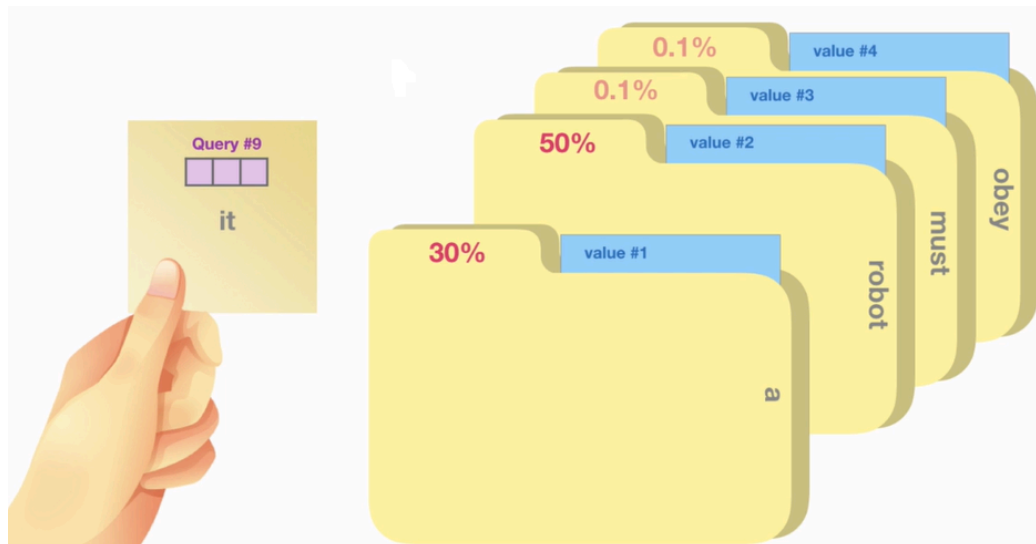 Query #9
it
30%
value #1
a
50%
value #2
robot
0.1%
value #3
must
0.1%
value #4
obey